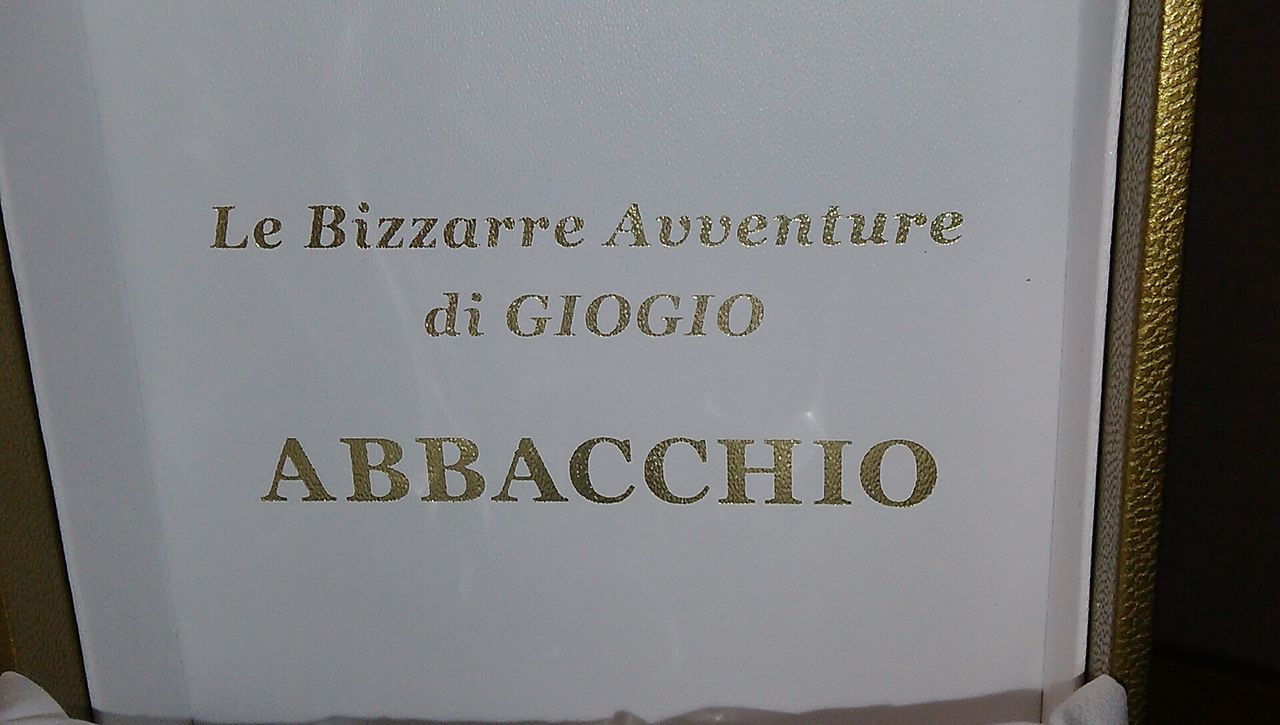 Le Bizzarre Avventure
di GIOGIO
ABBACCHIO